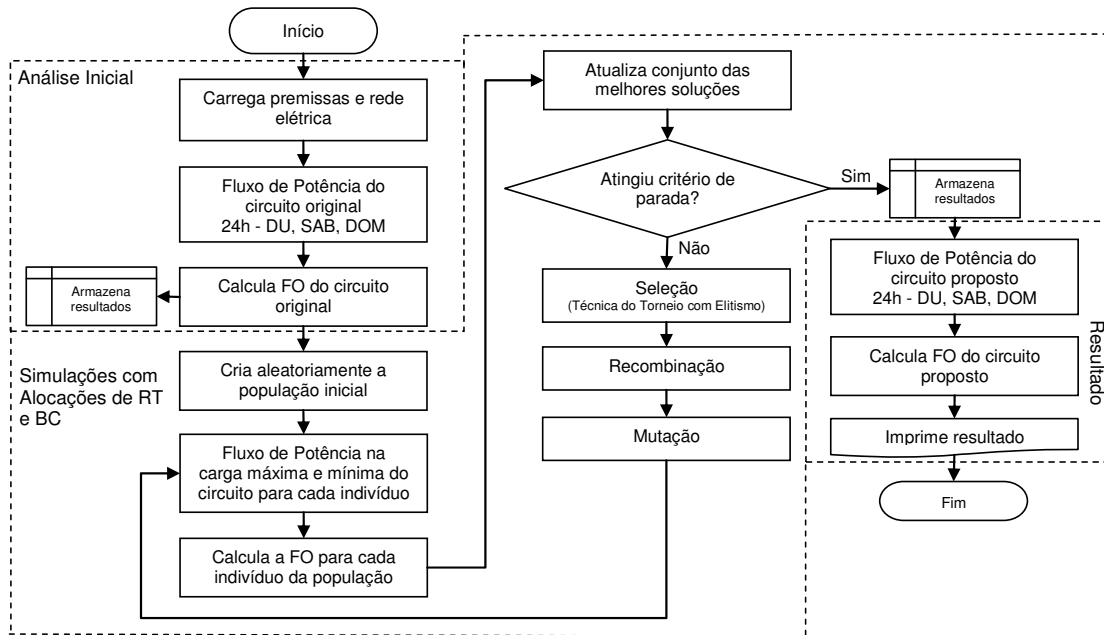 Início
Análise Inicial
Carrega premissas e rede
elétrica
Fluxo de Potência do
circuito original
24h - DU, SAB, DOM
Calcula FO do circuito
original
Armazena
resultados
Simulações com
Alocações de RT
e BC
Cria aleatoriamente a
população inicial
Fluxo de Potência na
carga máxima e mínima do
circuito para cada indivíduo
Calcula a FO para cada
indivíduo da população
Atualiza conjunto das
melhores soluções
Atingiu critério de
parada?
Sim
Não
Armazena
resultados
Seleção
(Técnica do Torneio com Elitismo)
Recombinação
Mutação
Fluxo de Potência do
circuito proposto
24h - DU, SAB, DOM
Calcula FO do circuito
proposto
Imprime resultado
Resultado
Fim